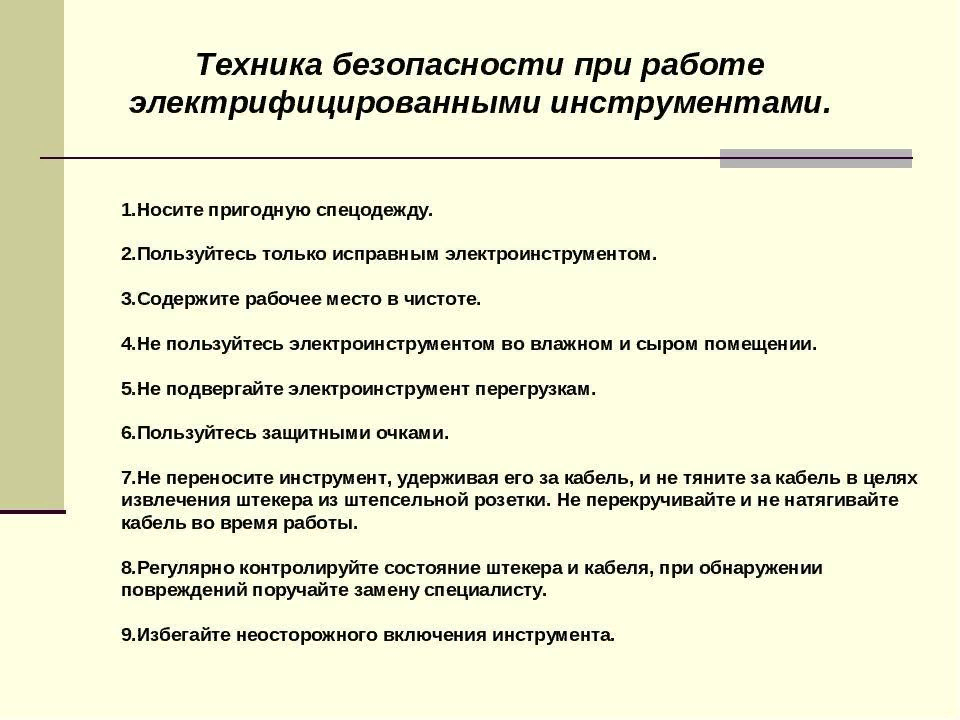 Техника безопасности при работе
электрифицированными инструментами.
1.Носите пригодную спецодежду.
2.Пользуйтесь только исправным электроинструментом.
3.Содержите рабочее место в чистоте.
4.Не пользуйтесь электроинструментом во влажном и сыром помещении.
5.Не подвергайте электроинструмент перегрузкам.
6.Пользуйтесь защитными очками.
7.Не переносите инструмент, удерживая его за кабель, и не тяните за кабель в целях
извлечения штекера из штепсельной розетки. Не перекручивайте и не натягивайте
кабель во время работы.
8.Регулярно контролируйте состояние штекера и кабеля, при обнаружении
повреждений поручайте замену специалисту.
9.Избегайте неосторожного включения инструмента.